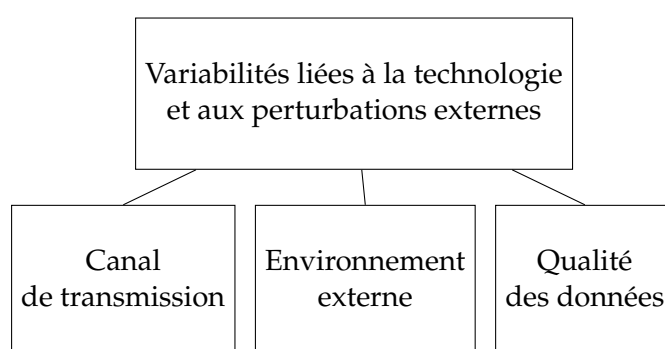 Variabilités liées à la technologie
et aux perturbations externes
Canal
de transmission
Environnement
externe
Qualité
des données